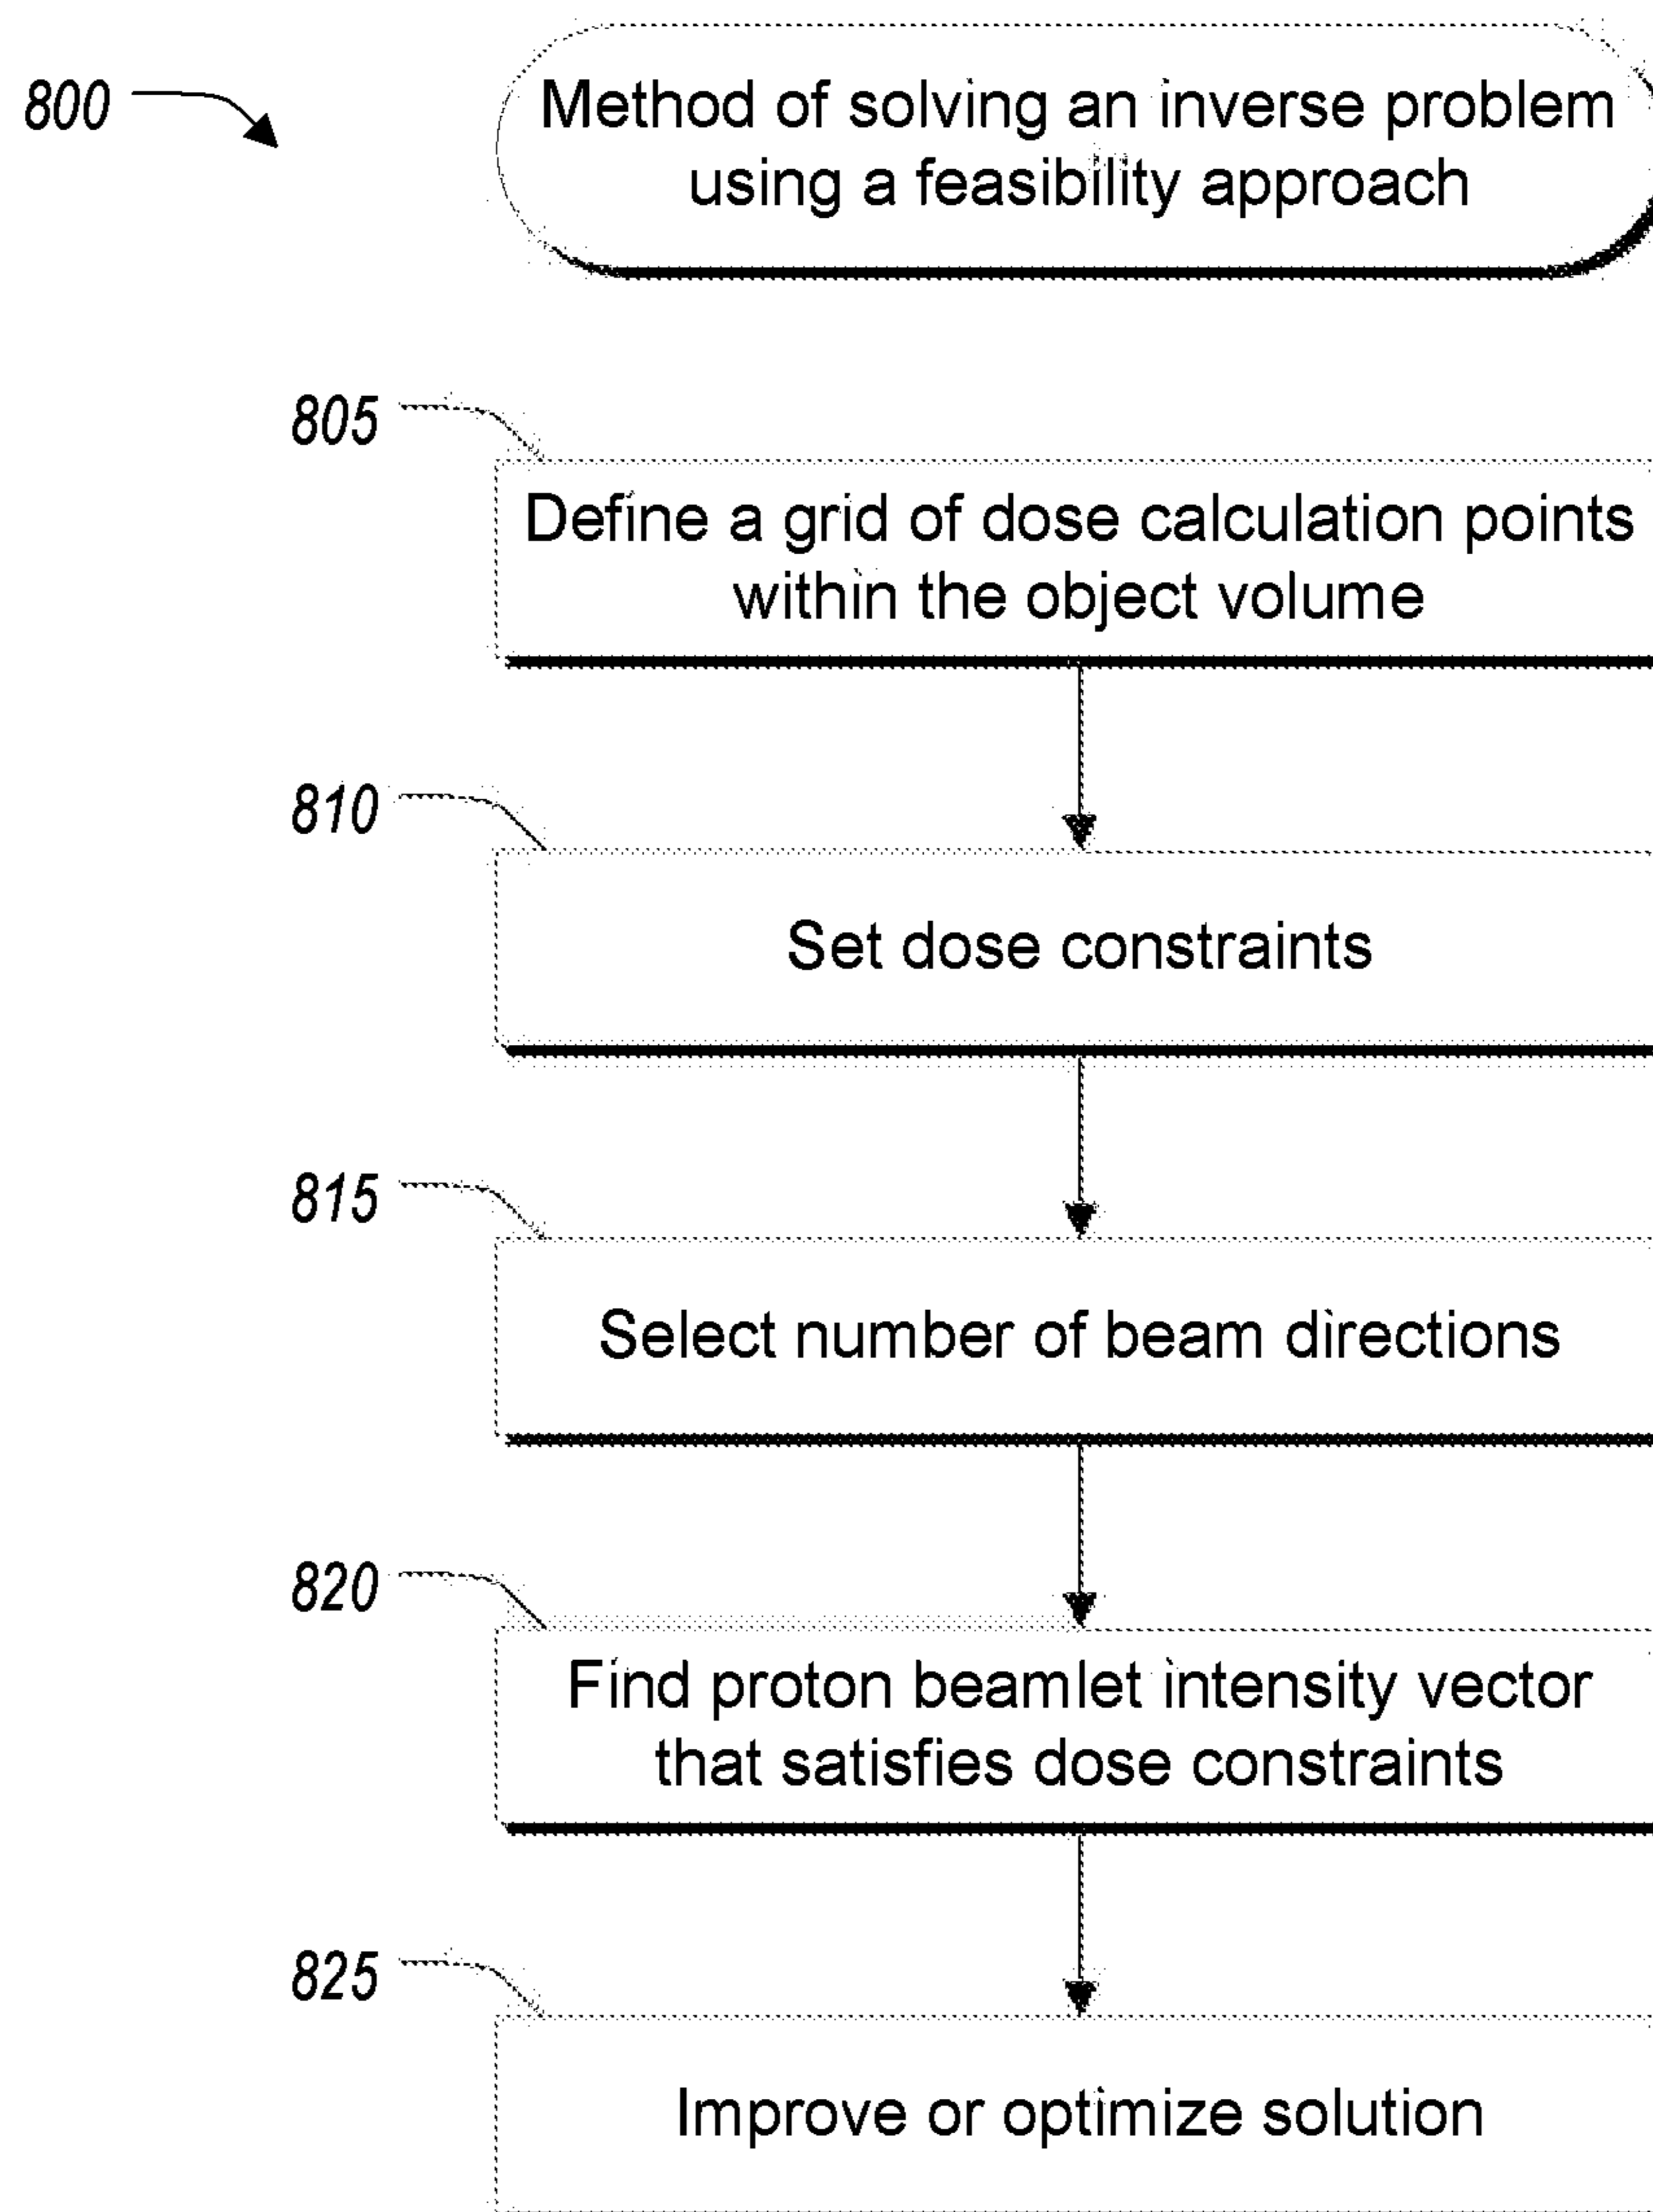 800
Method of solving an inverse problem
using a feasibility approach
805
Define a grid of dose calculation points
within the object volume
810
Set dose constraints
815
Select number of beam directions
820
Find proton beamlet intensity vector
that satisfies dose constraints
825
Improve or optimize solution